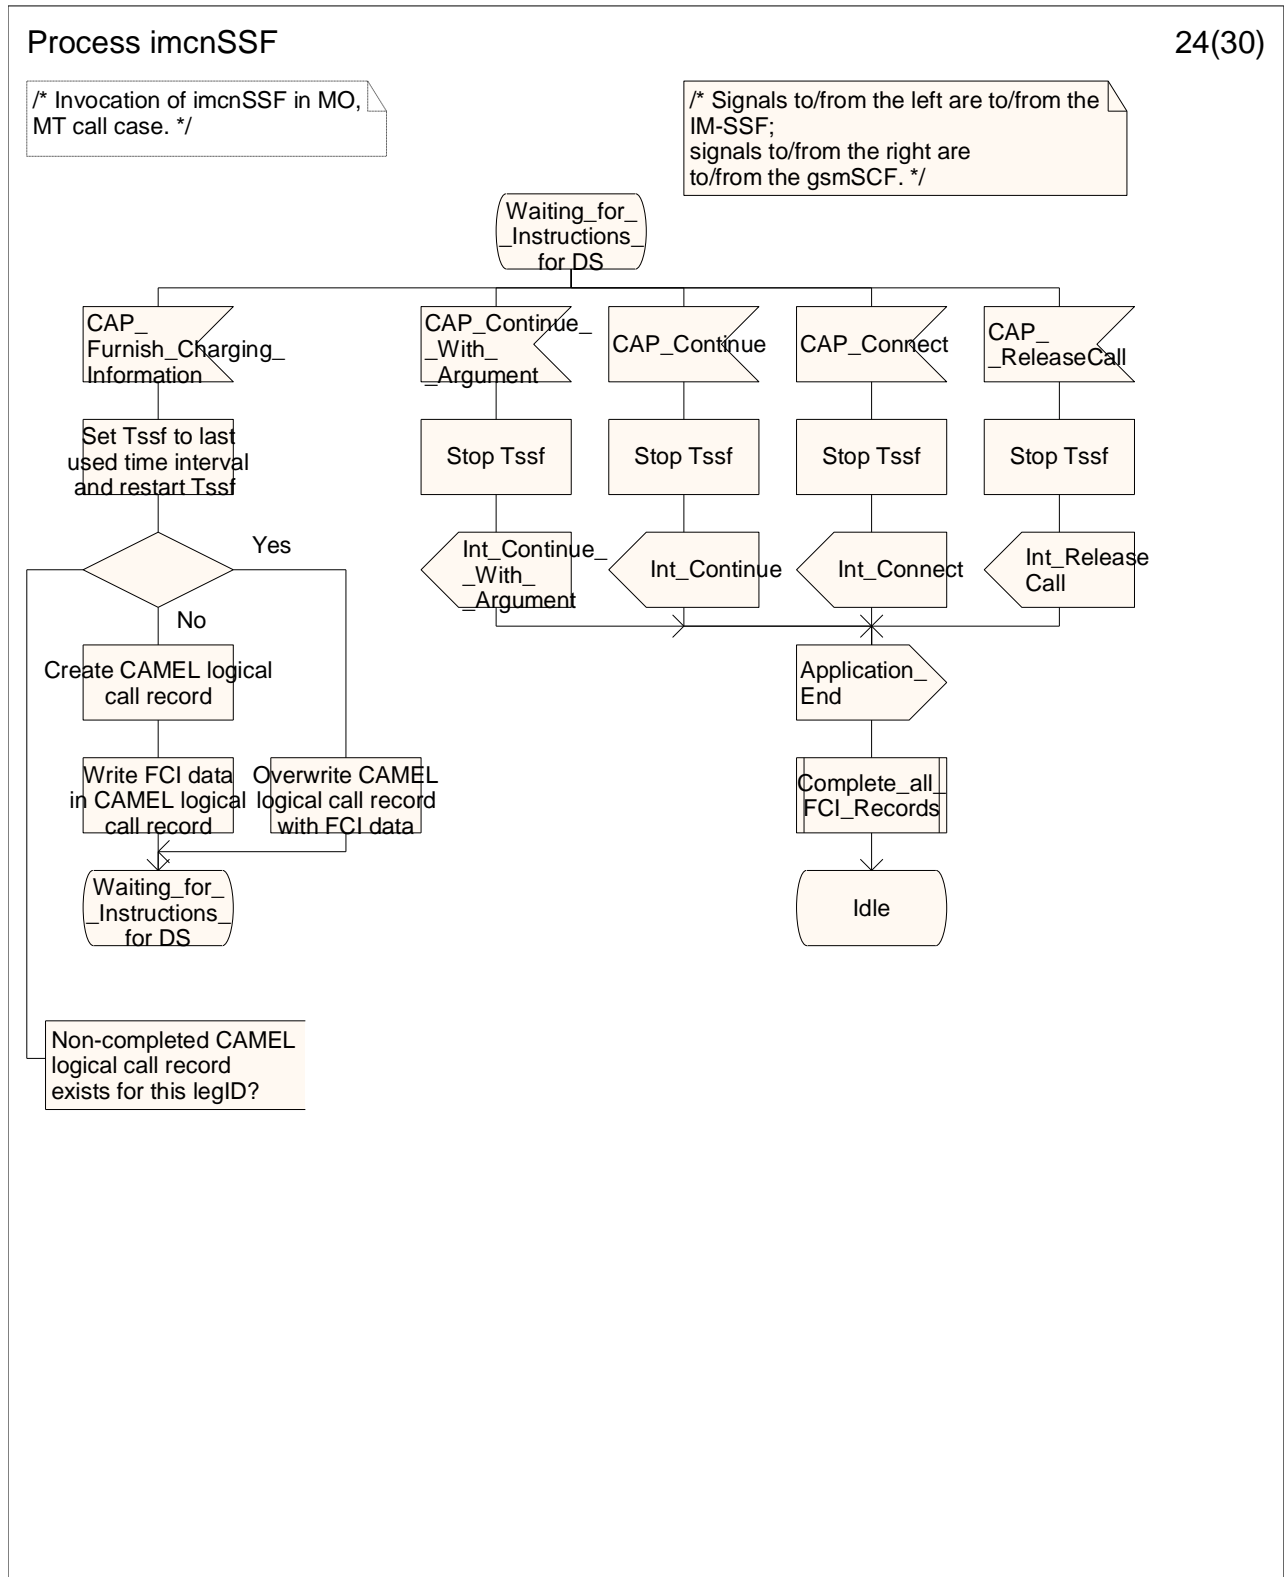 Process imcnSSF
24(30)
/* Invocation of imcnSSF in MO,
MT call case. */
/* Signals to/from the left are to/from the
IM-SSF;
signals to/from the right are
to/from the gsmSCF. */
Waiting_for_
_Instructions_
for DS
CAP_
Furnish_Charging_
Information
CAP_Continue_
_With_
_Argument
CAP_Continue
CAP_Connect
CAP_
_ReleaseCall
Set Tssf to last
used time interval
and restart Tssf
Stop Tssf
Stop Tssf
Stop Tssf
Stop Tssf
Yes
No
Int_Continue_
_With_
_Argument
Int_Continue
Int_Connect
Int_Release
Call
Create CAMEL logical
call record
Application_
End
Write FCI data
in CAMEL logical
call record
Overwrite CAMEL
logical call record
with FCI data
Complete_all_
FCI_Records
Waiting_for_
_Instructions_
for DS
Idle
Non-completed CAMEL
logical call record
exists for this legID?